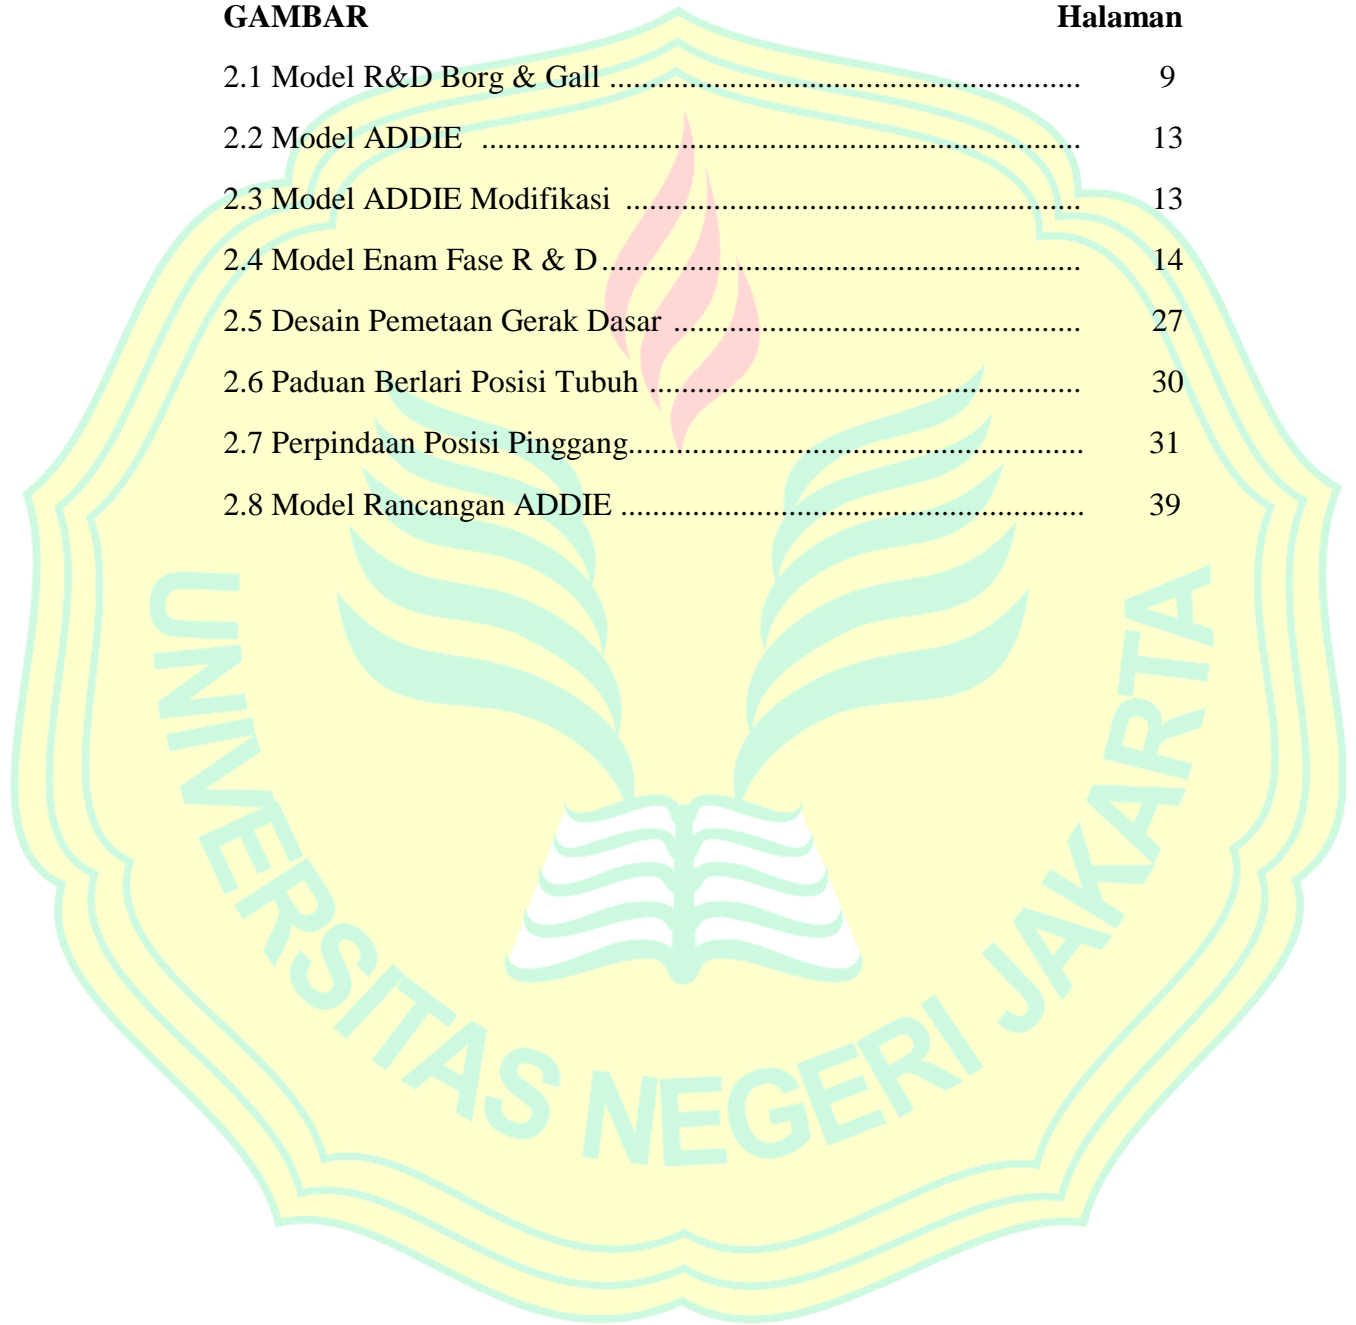 GAMBAR Halaman
2.1 Model R&D Borg & Gall ............................................................ 9
2.2 Model ADDIE ............................................................................ 13
2.3 Model ADDIE Modifikasi .......................................................... 13
2.4 Model Enam Fase R & D ............................................................. 14
2.5 Desain Pemetaan Gerak Dasar .................................................... 27
2.6 Paduan Berlari Posisi Tubuh ....................................................... 30
2.7 Perpindaan Posisi Pinggang.......................................................... 31
2.8 Model Rancangan ADDIE ........................................................... 39
UNIVERSITAS NEGERI JAKARTA